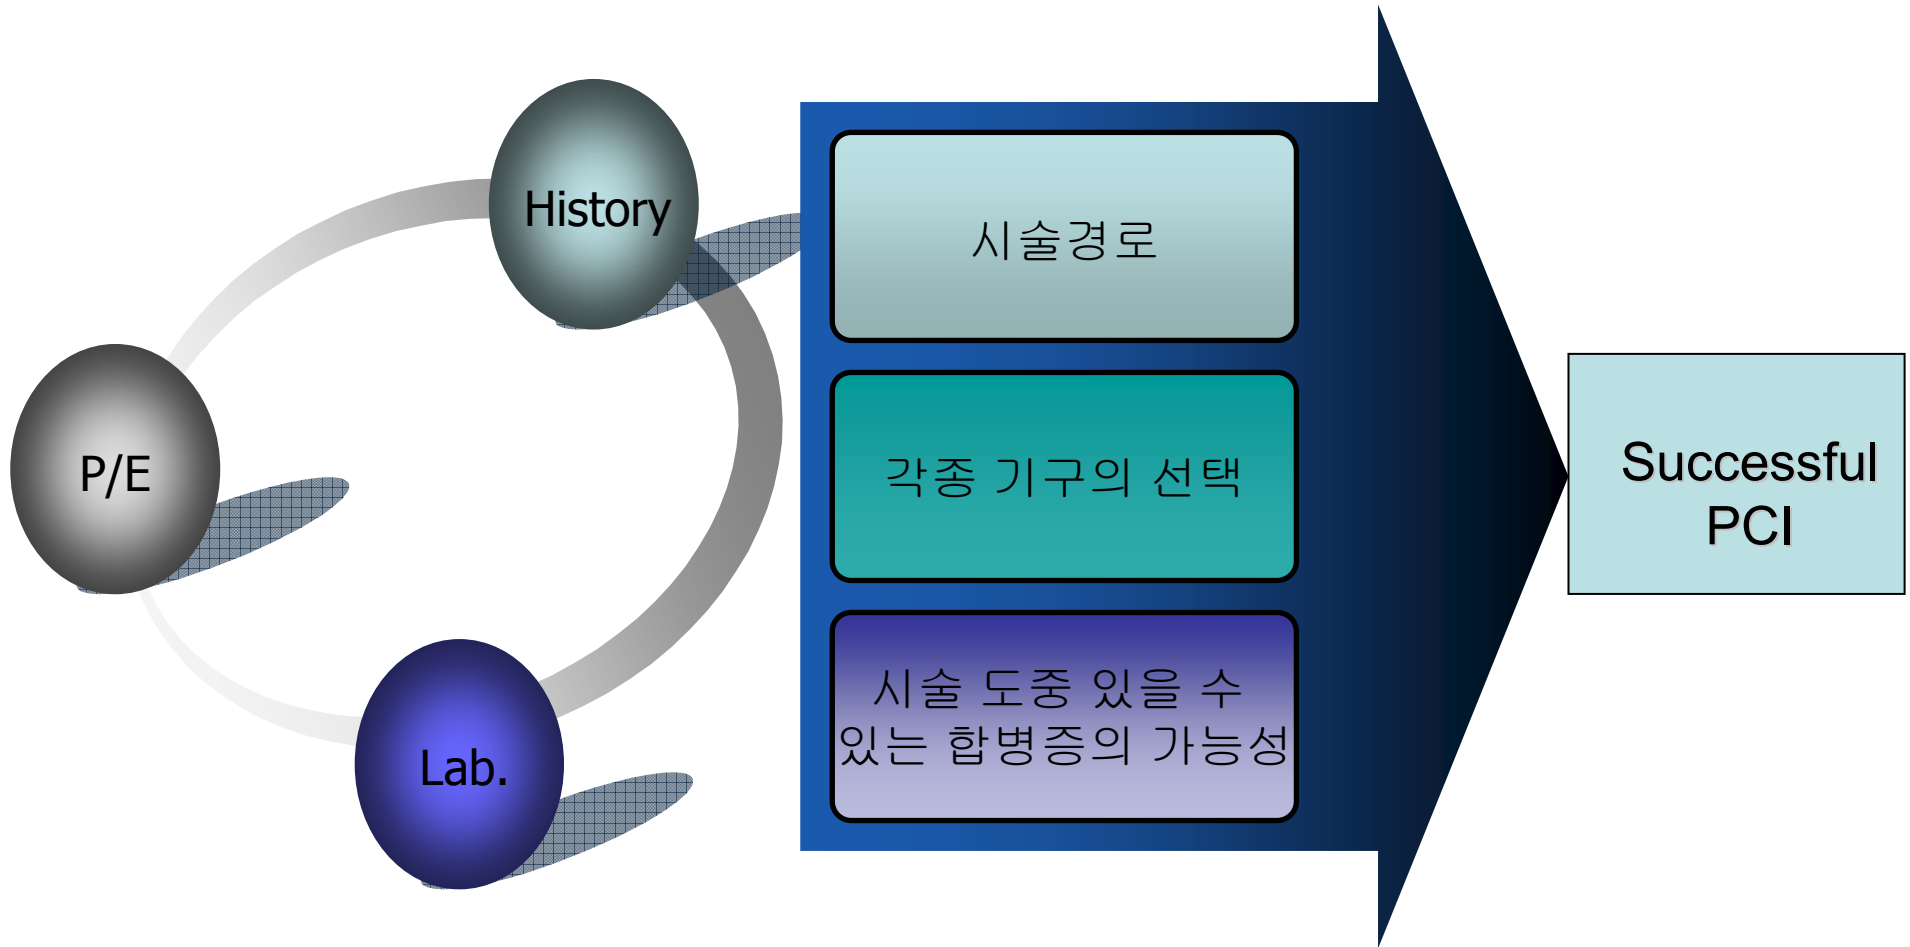 History
P/E
Lab.
시술경로
각종 기구의 선택
시술 도중 있을 수
있는 합병증의 가능성
Successful
PCI